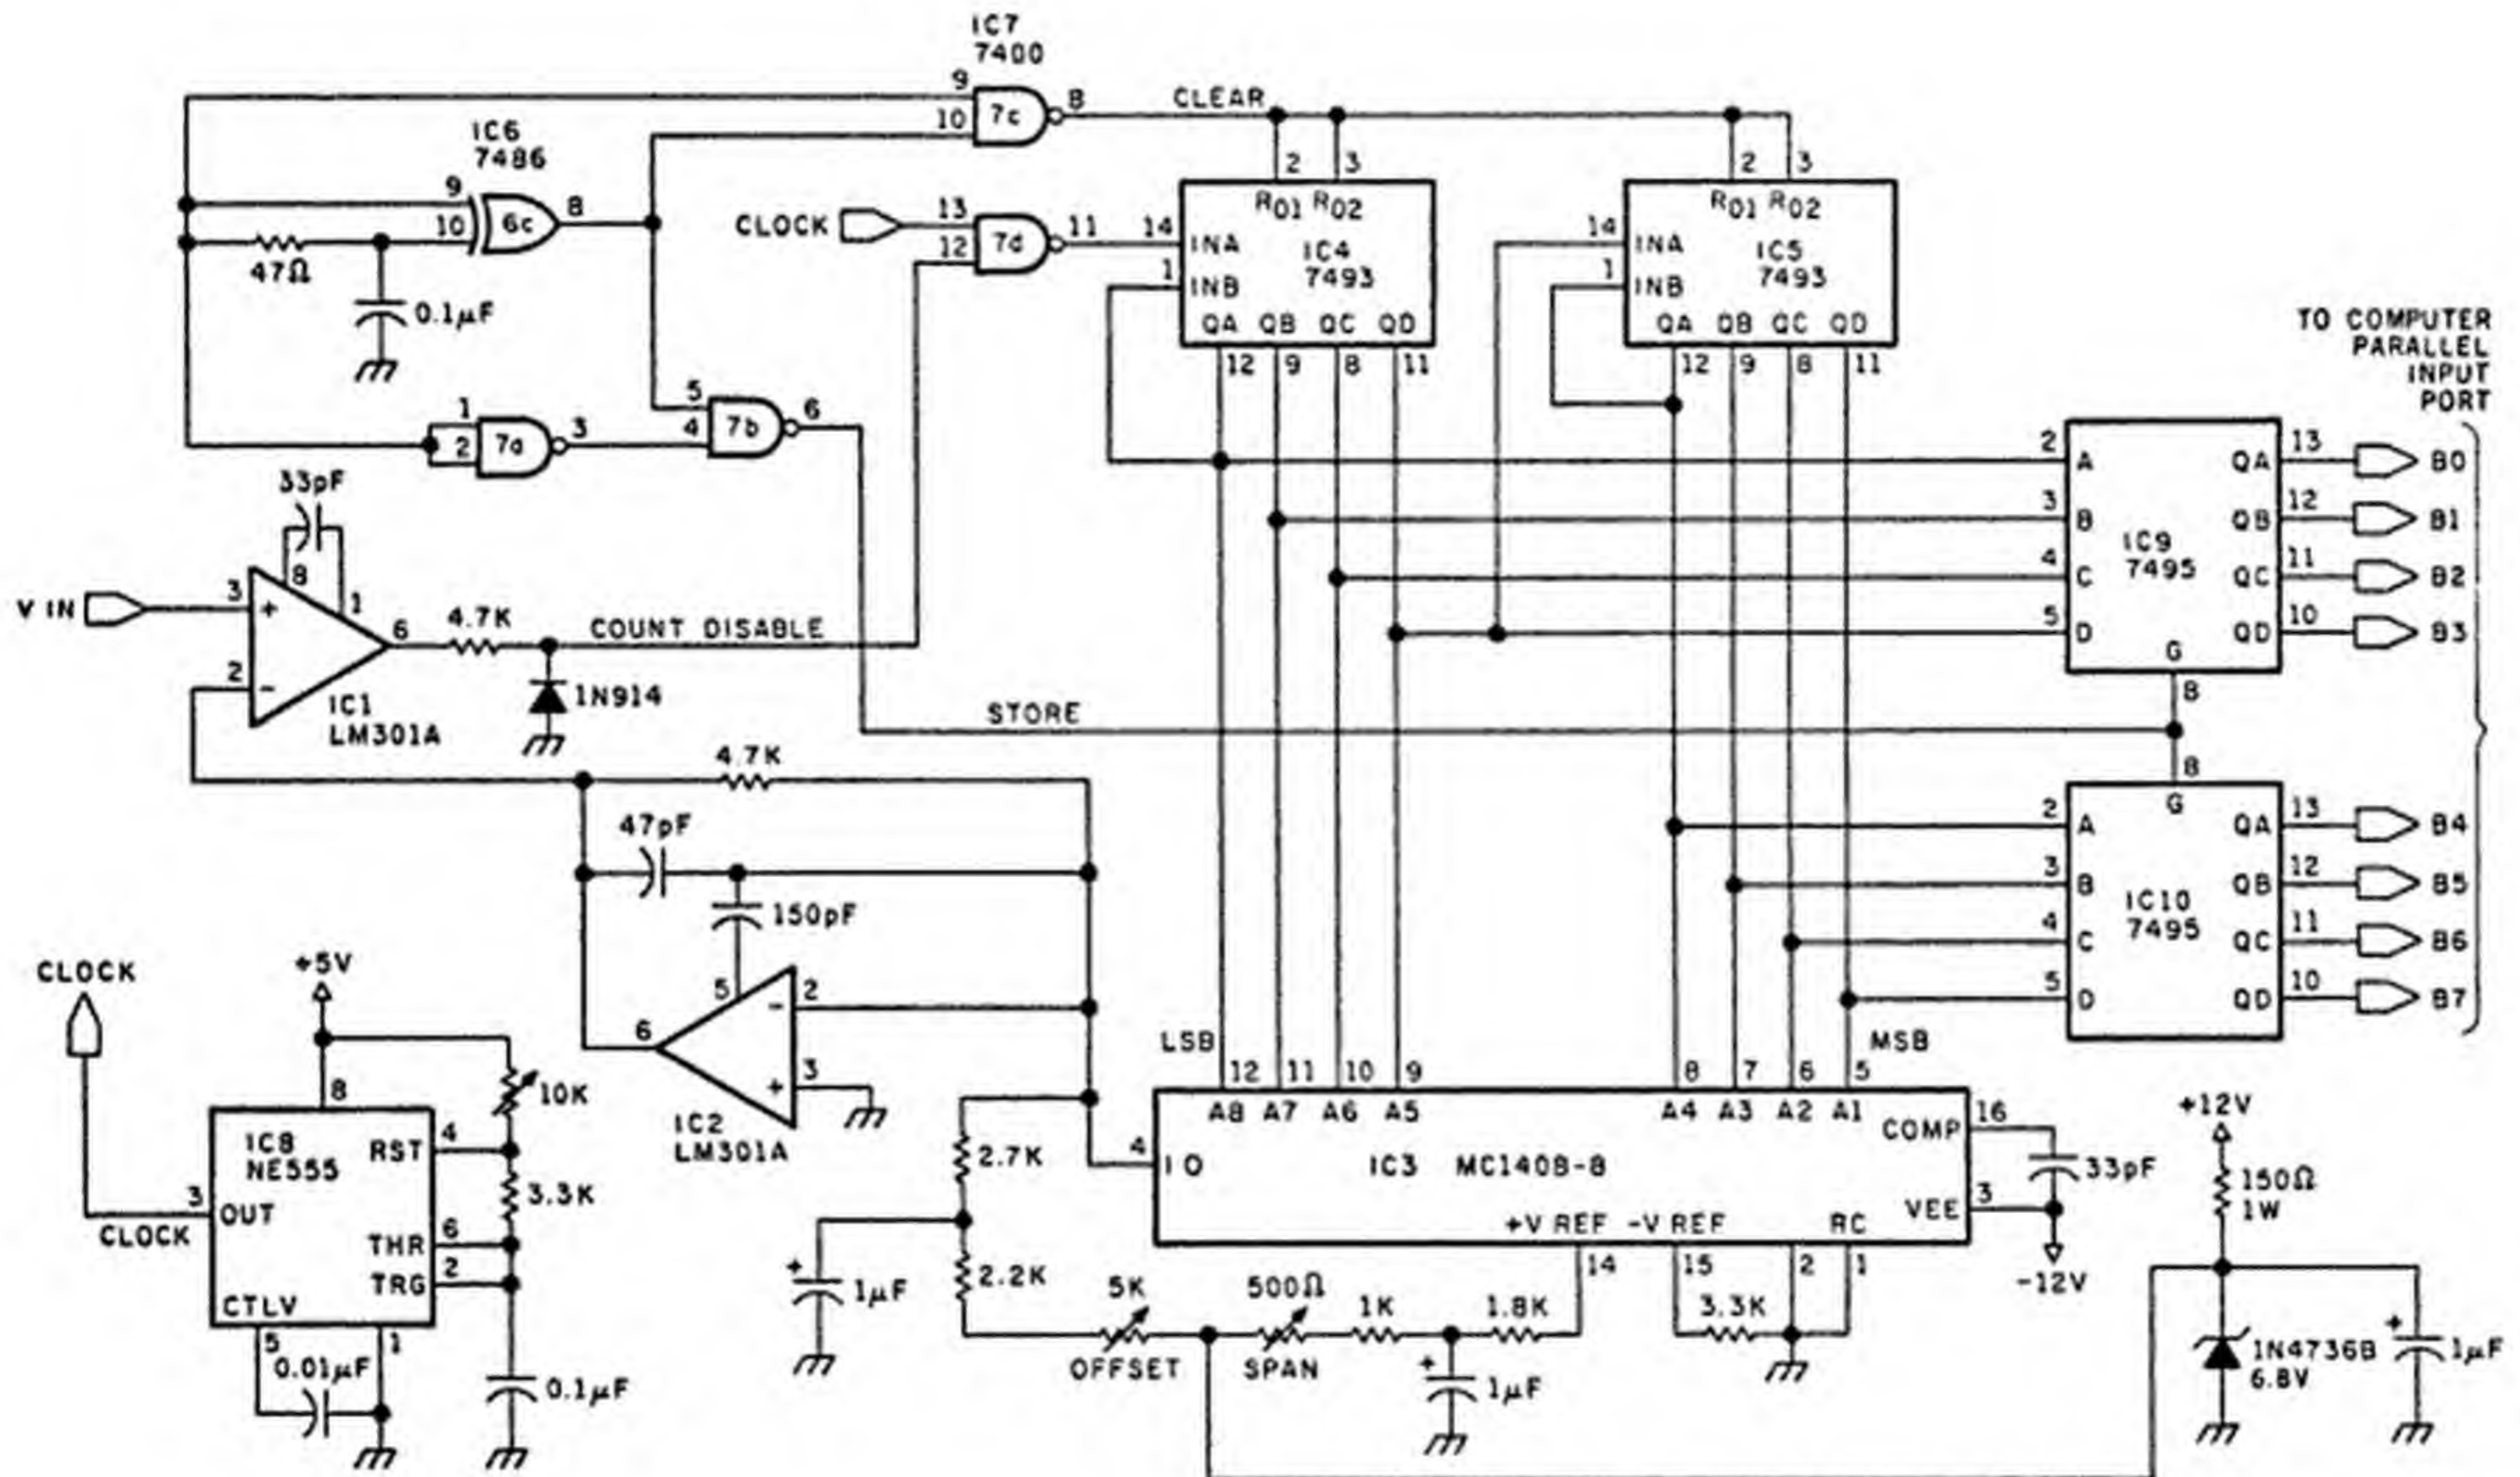 IC7
7400
9
10
7c
8
CLEAR
IC6
7486
9
10
6c
8
47Ω
0.1µF
CLOCK
13
12
7d
11
2
3
R01 R02
14
INA
1
INB
IC4
7493
QA QB QC QD
12
9
8
11
2
3
R01 R02
14
INA
1
INB
IC5
7493
QA QB QC QD
12
9
8
11
TO COMPUTER
PARALLEL
INPUT
PORT
1
2
7a
3
5
4
7b
6
33pF
8
1
V IN
3
+
2
-
6
IC1
LM301A
4.7K
COUNT DISABLE
1N914
STORE
2
A
3
B
4
C
5
D
IC9
7495
QA
13
B0
QB
12
B1
QC
11
B2
QD
10
B3
G
8
8
G
2
A
3
B
4
C
5
D
IC10
7495
QA
13
B4
QB
12
B5
QC
11
B6
QD
10
B7
4.7K
47pF
150pF
5
2
-
6
3
+
IC2
LM301A
CLOCK
+5V
8
10K
IC8
NE555
RST
4
3.3K
3
OUT
CLOCK
THR
6
TRG
2
CTLV
5
1
0.01µF
0.1µF
2.7K
1µF
+
2.2K
5K
OFFSET
500Ω
SPAN
1K
1.8K
+
1µF
LSB
MSB
12
11
10
9
8
7
6
5
A8 A7 A6 A5
A4 A3 A2 A1
4
IO
IC3 MC1408-8
COMP
16
33pF
VEE
3
-12V
+V REF -V REF
RC
14
15
2
1
3.3K
+12V
150Ω
1W
1N4736B
6.8V
+
1µF